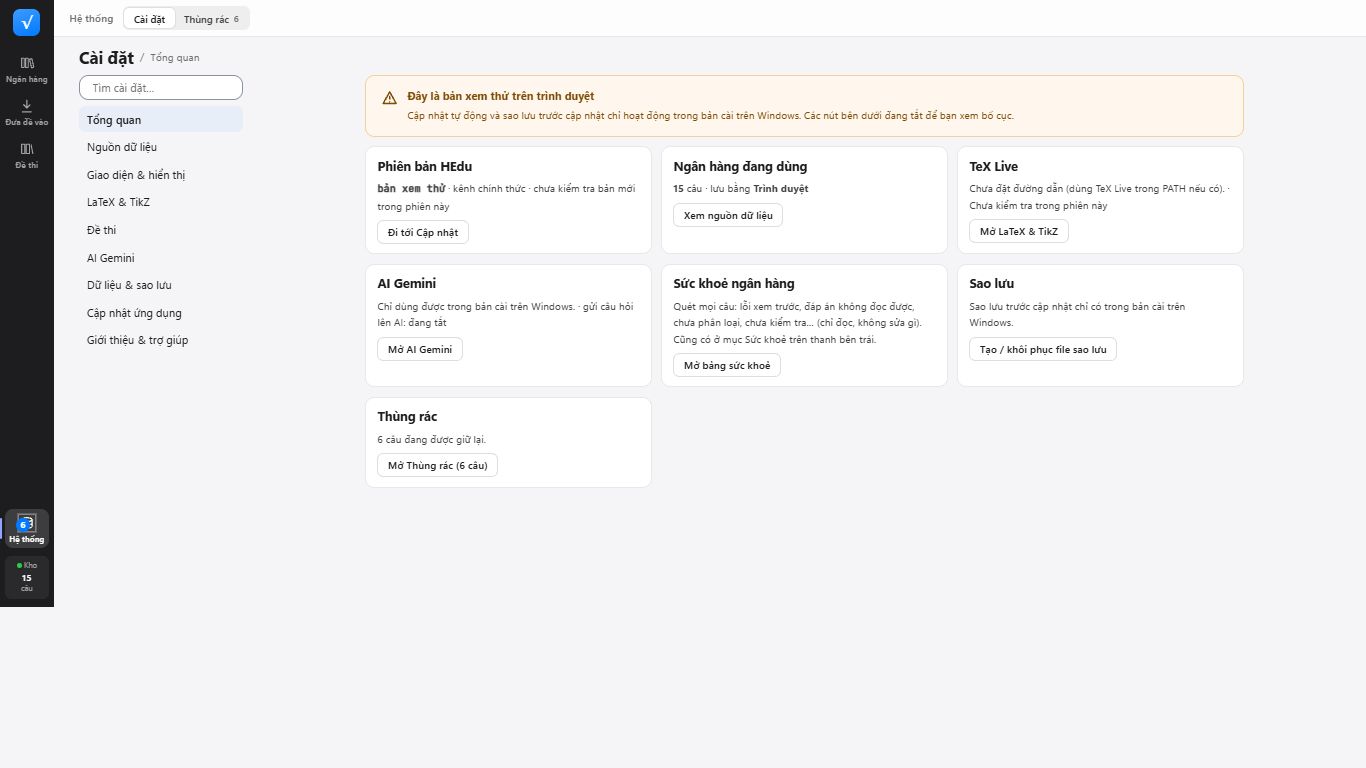 √
Ngân hàng
Đưa đề vào
Đề thi
6
Hệ thống
Kho
15
câu
Hệ thống
Cài đặt
Thùng rác 6
Cài đặt / Tổng quan
Tìm cài đặt...
Tổng quan
Nguồn dữ liệu
Giao diện & hiển thị
LaTeX & TikZ
Đề thi
AI Gemini
Dữ liệu & sao lưu
Cập nhật ứng dụng
Giới thiệu & trợ giúp
Đây là bản xem thử trên trình duyệt
Cập nhật tự động và sao lưu trước cập nhật chỉ hoạt động trong bản cài trên Windows. Các nút bên dưới đang tắt để bạn xem bố cục.
Phiên bản HEdu
bản xem thử · kênh chính thức · chưa kiểm tra bản mới
trong phiên này
Đi tới Cập nhật
Ngân hàng đang dùng
15 câu · lưu bằng Trình duyệt
Xem nguồn dữ liệu
TeX Live
Chưa đặt đường dẫn (dùng TeX Live trong PATH nếu có). ·
Chưa kiểm tra trong phiên này
Mở LaTeX & TikZ
AI Gemini
Chỉ dùng được trong bản cài trên Windows. · gửi câu hỏi
lên AI: đang tắt
Mở AI Gemini
Sức khoẻ ngân hàng
Quét mọi câu: lỗi xem trước, đáp án không đọc được,
chưa phân loại, chưa kiểm tra... (chỉ đọc, không sửa gì).
Cũng có ở mục Sức khoẻ trên thanh bên trái.
Mở bảng sức khoẻ
Sao lưu
Sao lưu trước cập nhật chỉ có trong bản cài trên
Windows.
Tạo / khôi phục file sao lưu
Thùng rác
6 câu đang được giữ lại.
Mở Thùng rác (6 câu)